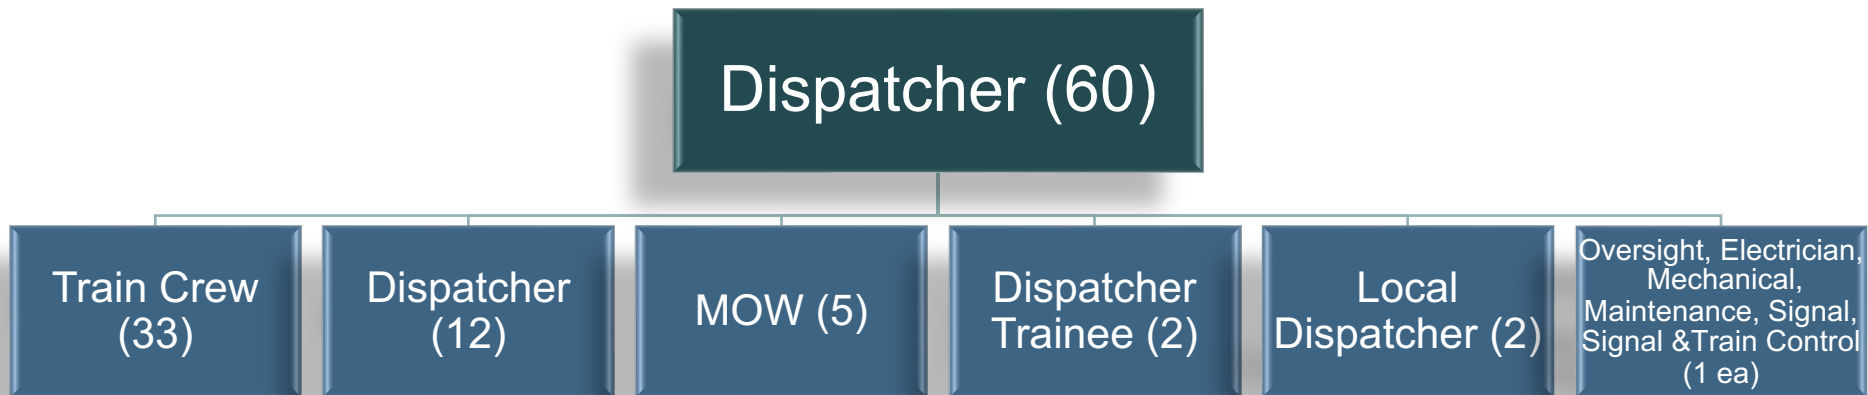 Dispatcher (60)
Train Crew
(33)
Dispatcher
(12)
MOW (5)
Dispatcher
Trainee (2)
Local
Dispatcher (2)
Oversight, Electrician,
Mechanical,
Maintenance, Signal,
Signal &Train Control
(1 ea)